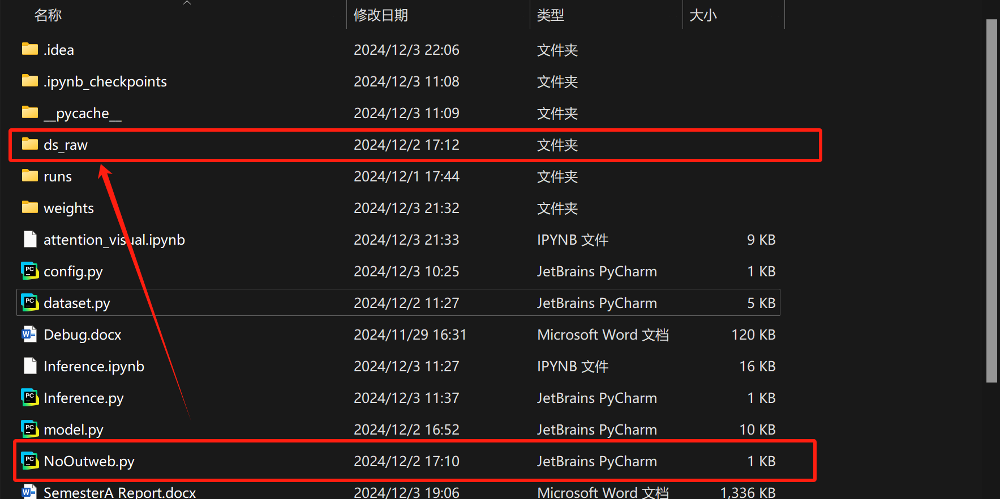 名称 修改日期 类型 大小
.idea 2024/12/3 22:06 文件夹
.ipynb_checkpoints 2024/12/3 11:08 文件夹
__pycache__ 2024/12/3 11:09 文件夹
ds_raw 2024/12/2 17:12 文件夹
runs 2024/12/1 17:44 文件夹
weights 2024/12/3 21:32 文件夹
attention_visual.ipynb 2024/12/3 21:33 IPYNB 文件 9 KB
config.py 2024/12/3 10:25 JetBrains PyCharm 1 KB
dataset.py 2024/12/2 11:27 JetBrains PyCharm 5 KB
Debug.docx 2024/11/29 16:31 Microsoft Word 文档 120 KB
Inference.ipynb 2024/12/3 11:27 IPYNB 文件 16 KB
Inference.py 2024/12/3 11:37 JetBrains PyCharm 1 KB
model.py 2024/12/2 16:52 JetBrains PyCharm 10 KB
NoOutweb.py 2024/12/2 17:10 JetBrains PyCharm 1 KB
SemesterA Report.docx 2024/12/3 19:06 Microsoft Word 文档 1,336 KB